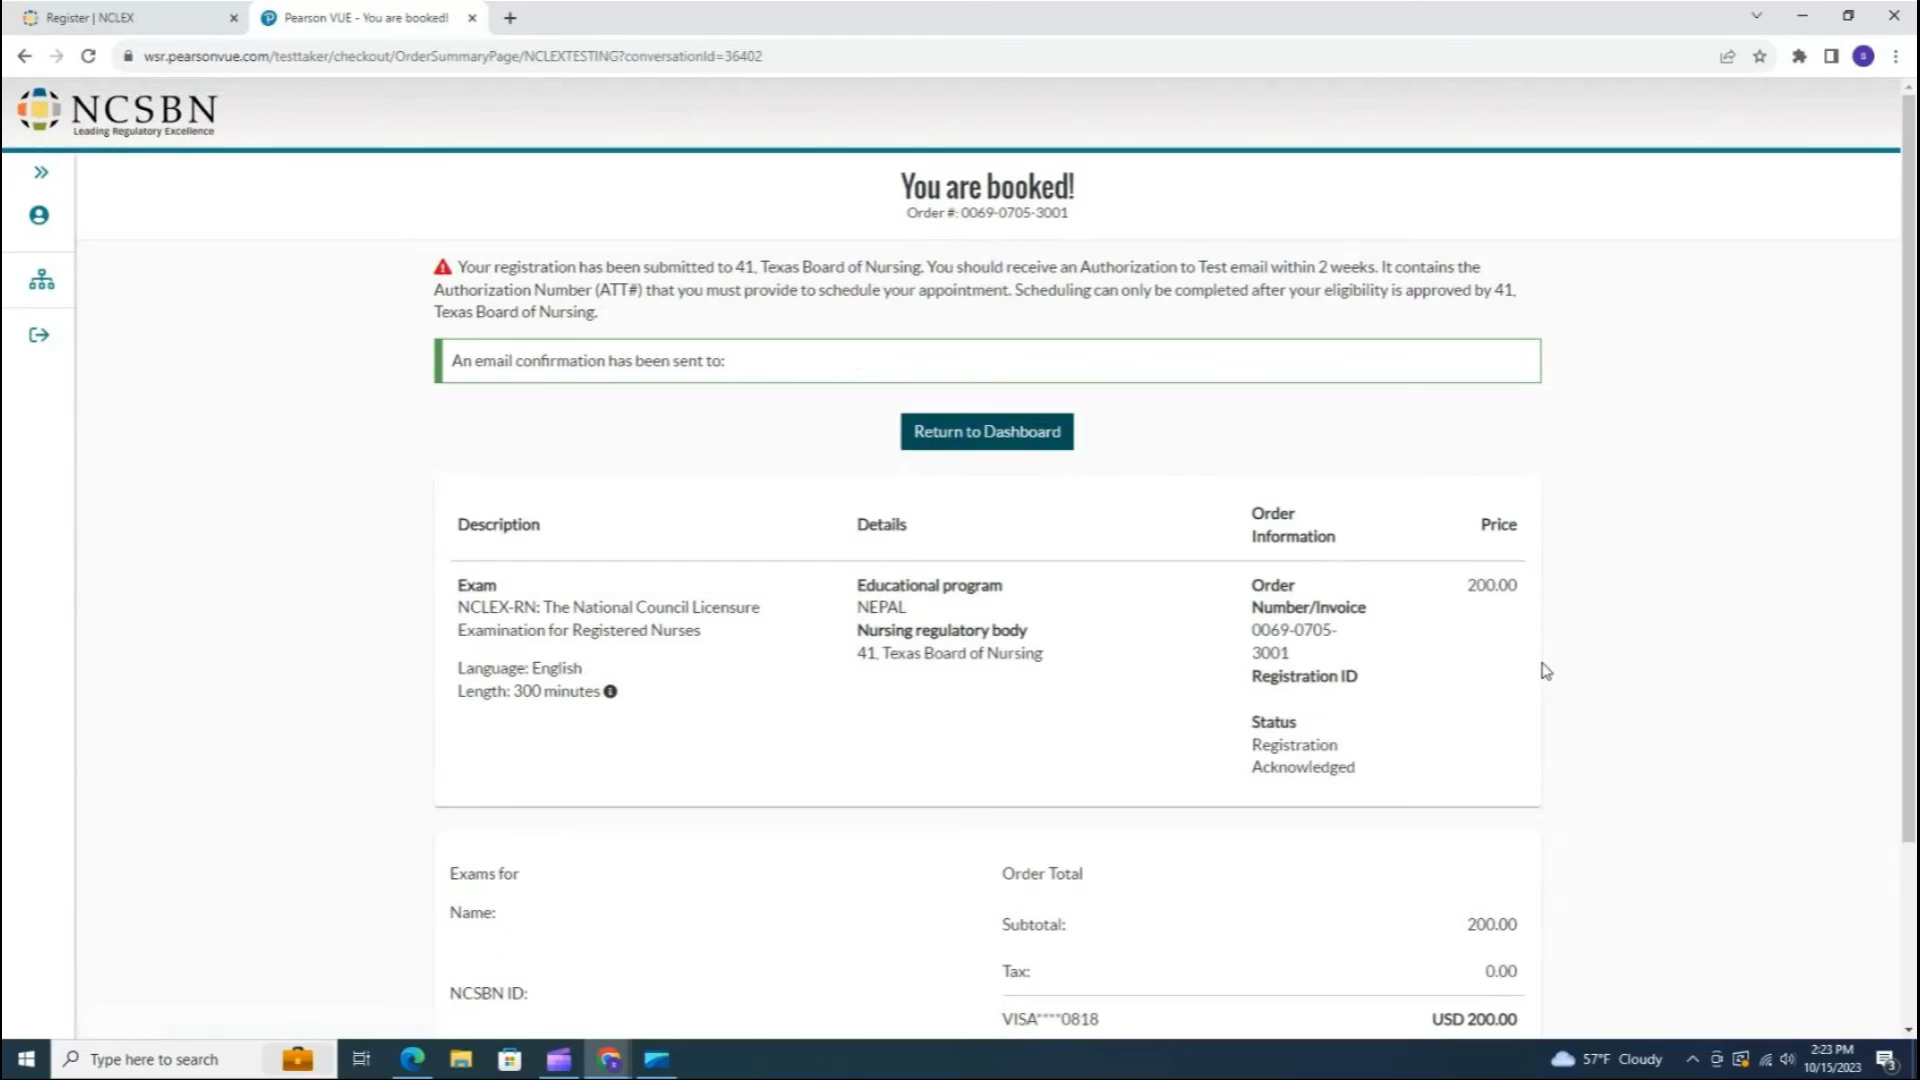 Register | NCLEX
Pearson VUE - You are booked!
wsr.pearsonvue.com/testtaker/checkout/OrderSummaryPage/NCLEXTESTING?conversationId=36402
S
NCSBN
Leading Regulatory Excellence
You are booked!
Order #: 0069-0705-3001
Your registration has been submitted to 41, Texas Board of Nursing. You should receive an Authorization to Test email within 2 weeks. It contains the
Authorization Number (ATT#) that you must provide to schedule your appointment. Scheduling can only be completed after your eligibility is approved by 41,
Texas Board of Nursing.
An email confirmation has been sent to:
Return to Dashboard
Description
Details
Order
Information
Price
Exam
NCLEX-RN: The National Council Licensure
Examination for Registered Nurses
Language: English
Length: 300 minutes
Educational program
NEPAL
Nursing regulatory body
41, Texas Board of Nursing
Order
Number/Invoice
0069-0705-
3001
Registration ID
Status
Registration
Acknowledged
200.00
Exams for
Name:
NCSBN ID:
Order Total
Subtotal: 200.00
Tax: 0.00
VISA****0818 USD 200.00
Type here to search
57°F Cloudy
2:23 PM
10/15/2023
3